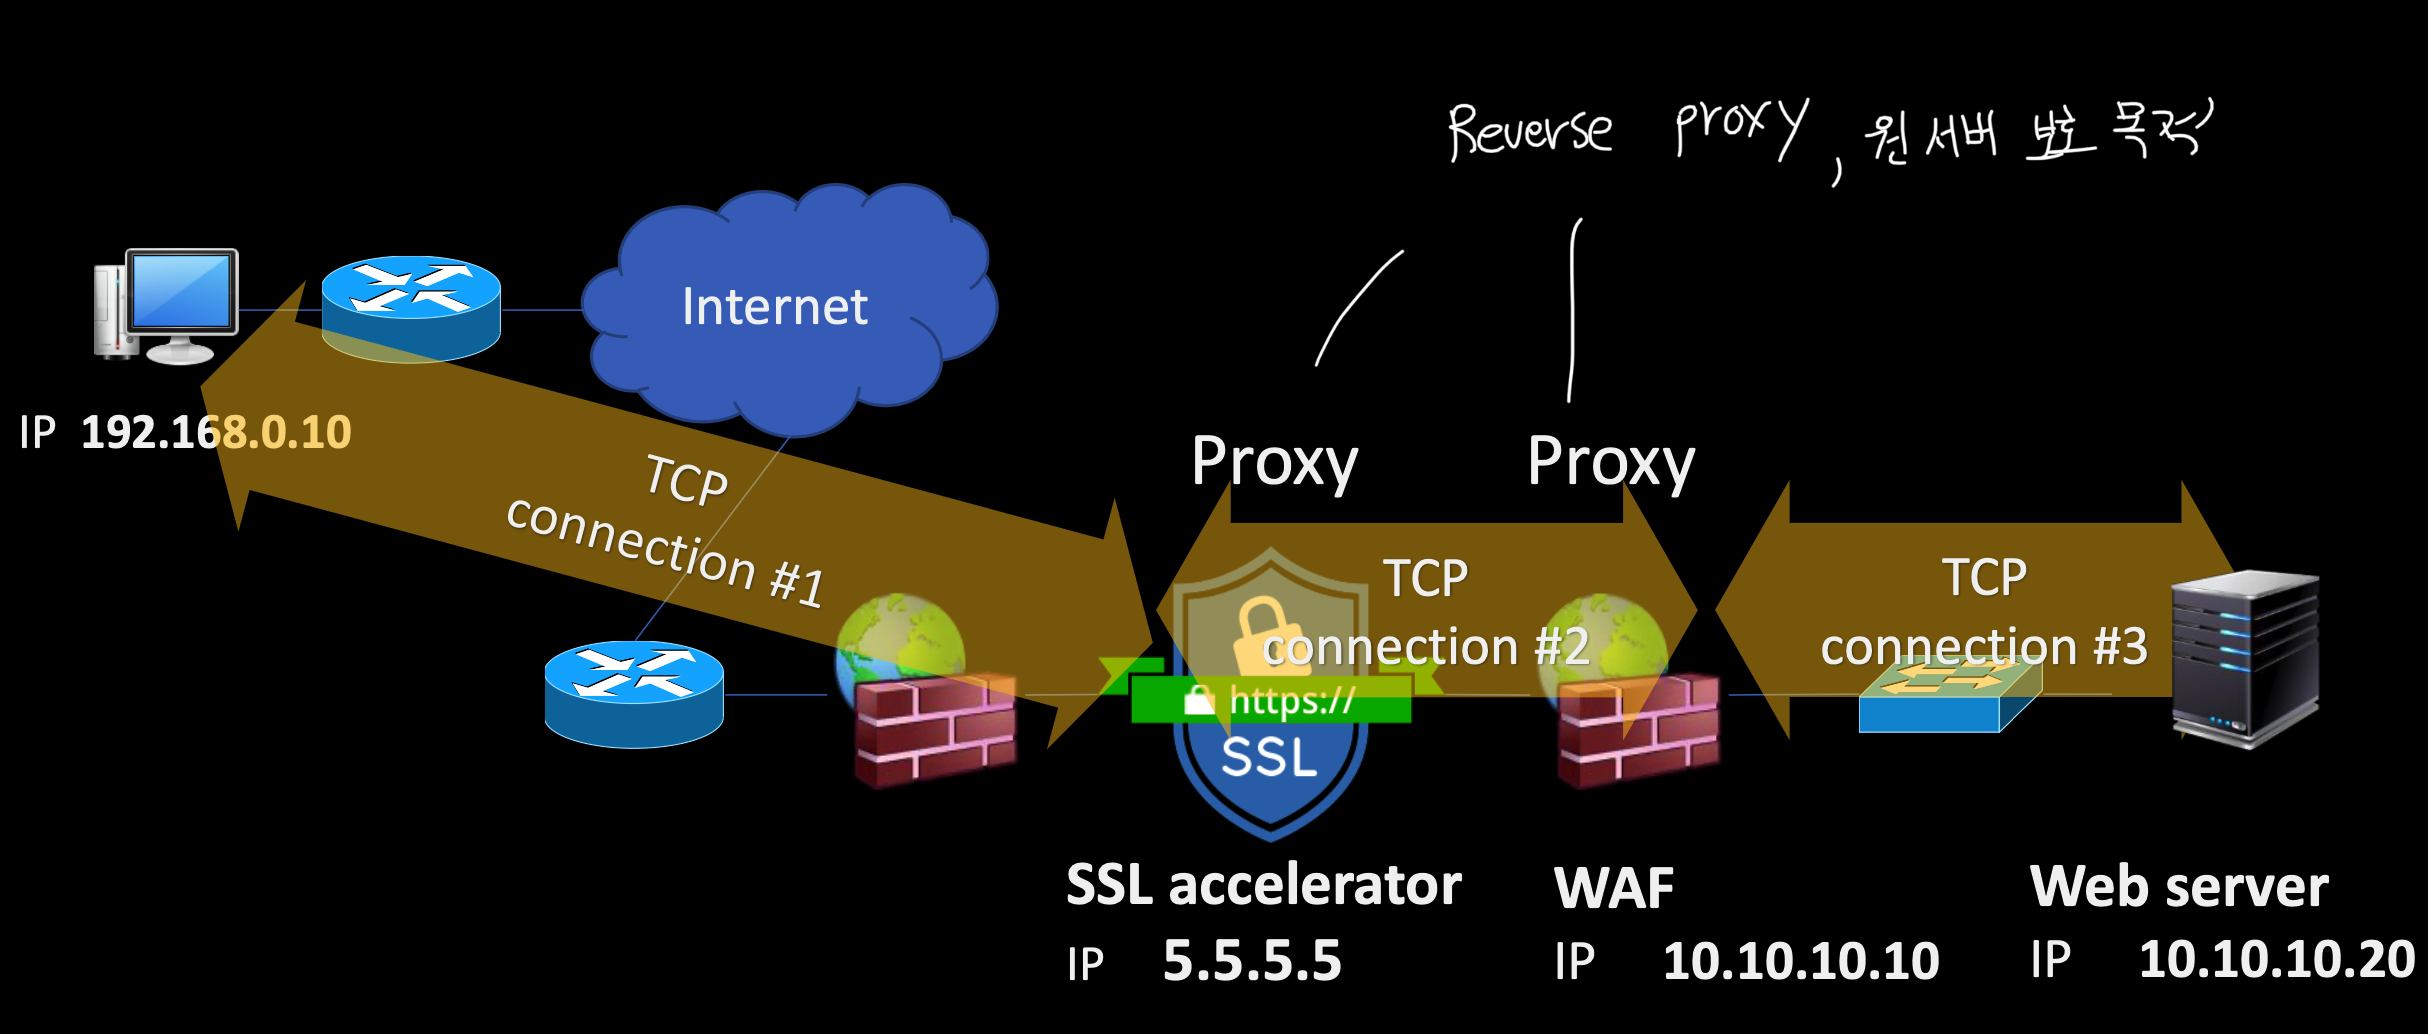 Reverse proxy, 원서버 보호 목적
Internet
IP 192.168.0.10
Proxy
Proxy
TCP
connection #1
TCP
connection #2
TCP
connection #3
https://
SSL
SSL accelerator
IP 5.5.5.5
WAF
IP 10.10.10.10
Web server
IP 10.10.10.20